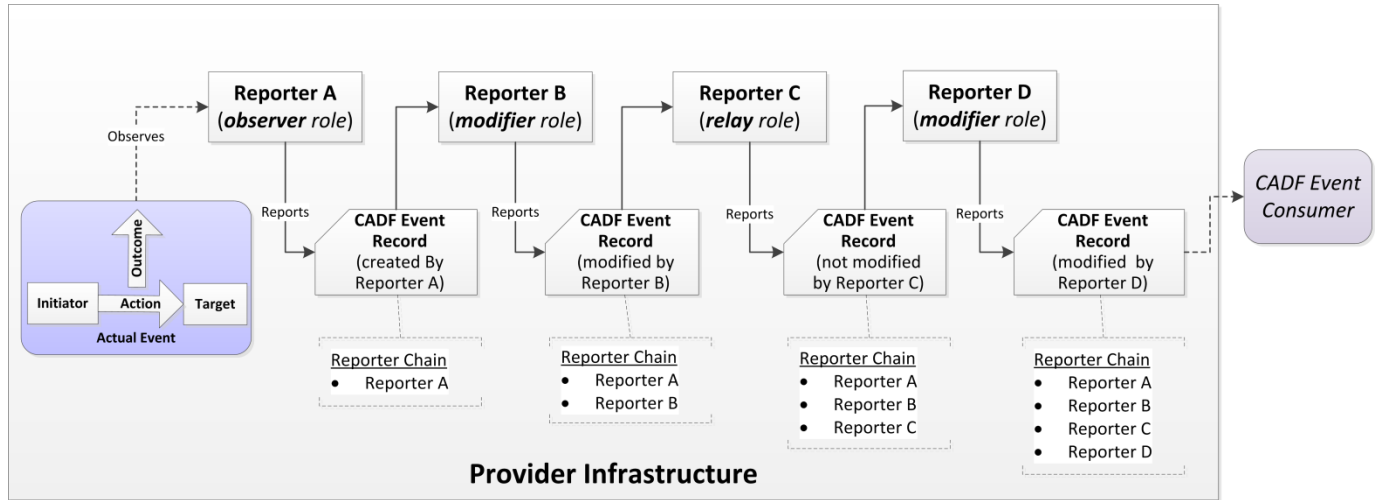 Reporter A
(observer role)
Reporter B
(modifier role)
Reporter C
(relay role)
Reporter D
(modifier role)
Observes
Reports
Reports
Reports
Reports
CADF Event
Consumer
Outcome
Initiator
Action
Target
Actual Event
CADF Event
Record
(created By
Reporter A)
CADF Event
Record
(modified by
Reporter B)
CADF Event
Record
(not modified
by Reporter C)
CADF Event
Record
(modified by
Reporter D)
Reporter Chain
• Reporter A
Reporter Chain
• Reporter A
• Reporter B
Reporter Chain
• Reporter A
• Reporter B
• Reporter C
Reporter Chain
• Reporter A
• Reporter B
• Reporter C
• Reporter D
Provider Infrastructure